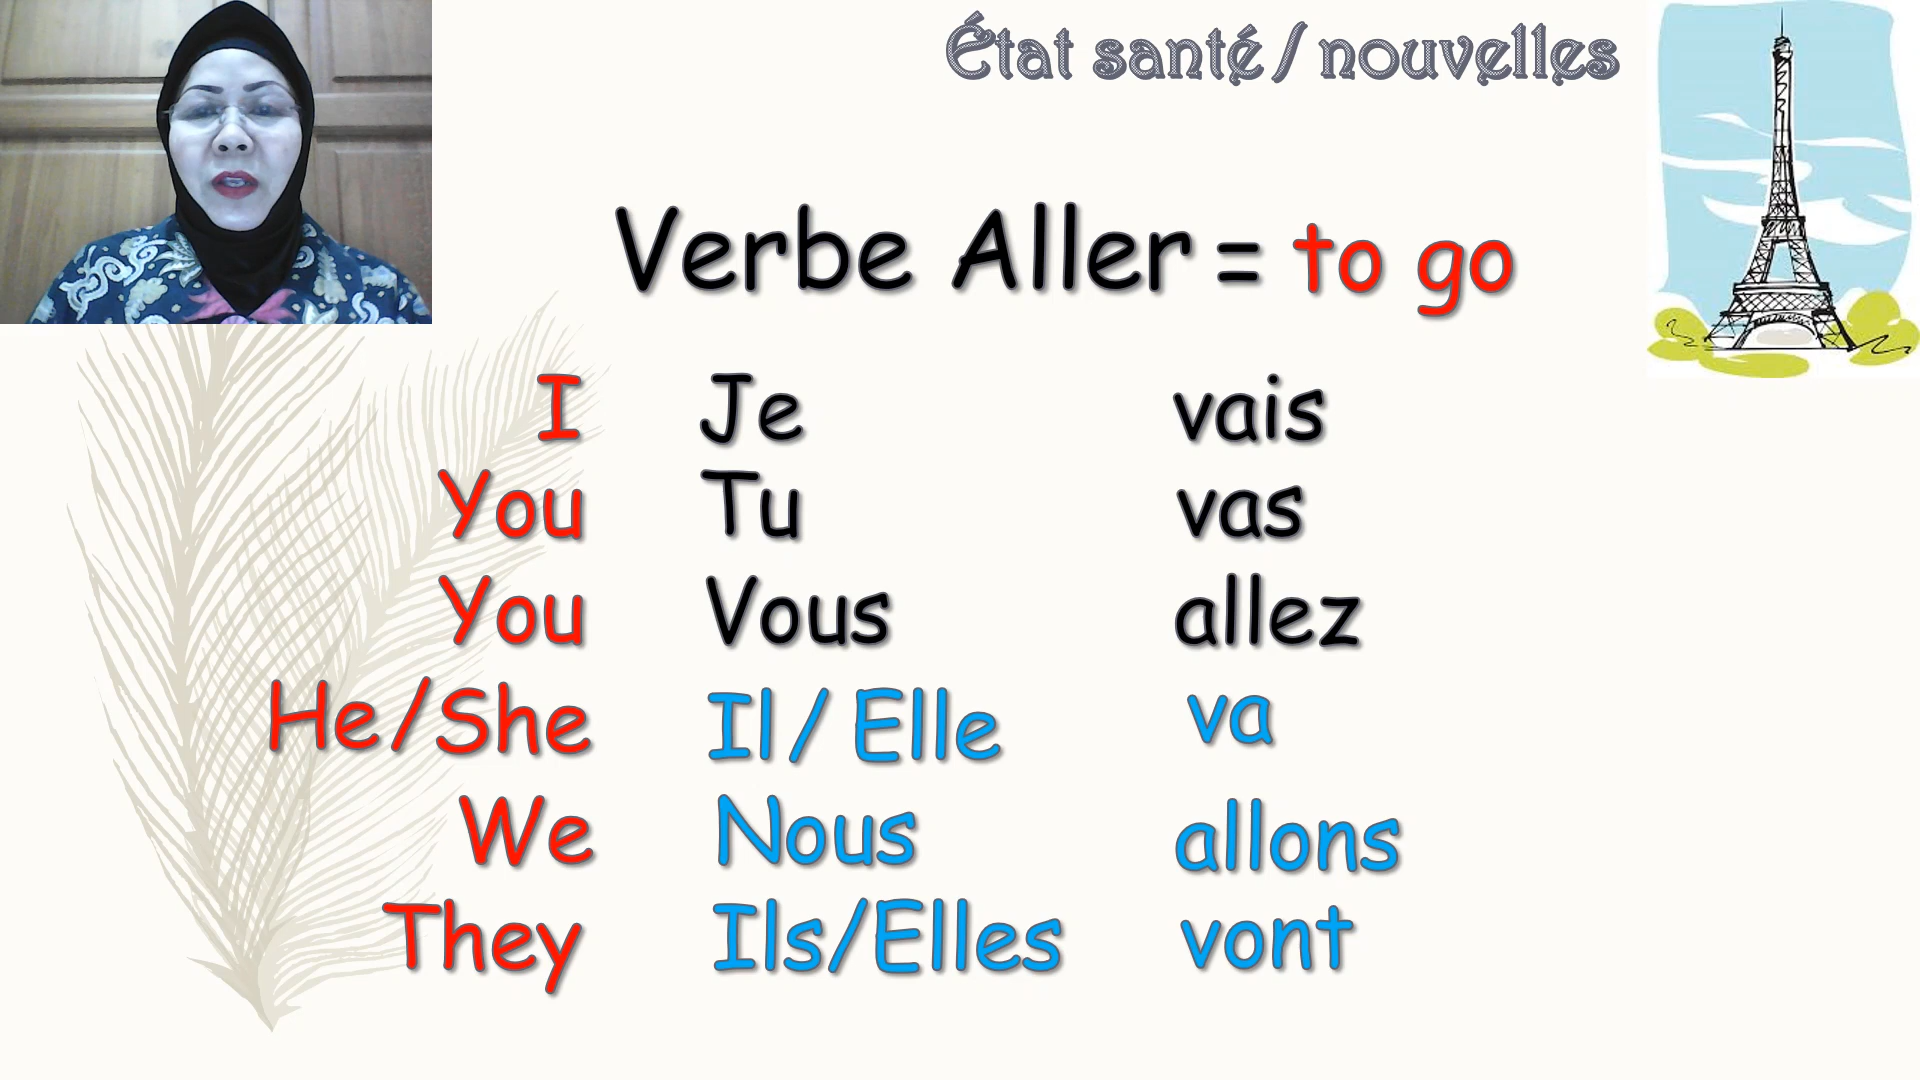 État santé / nouvelles
Verbe Aller = to go
I Je vais
You Tu vas
You Vous allez
He/She Il/ Elle va
We Nous allons
They Ils/Elles vont